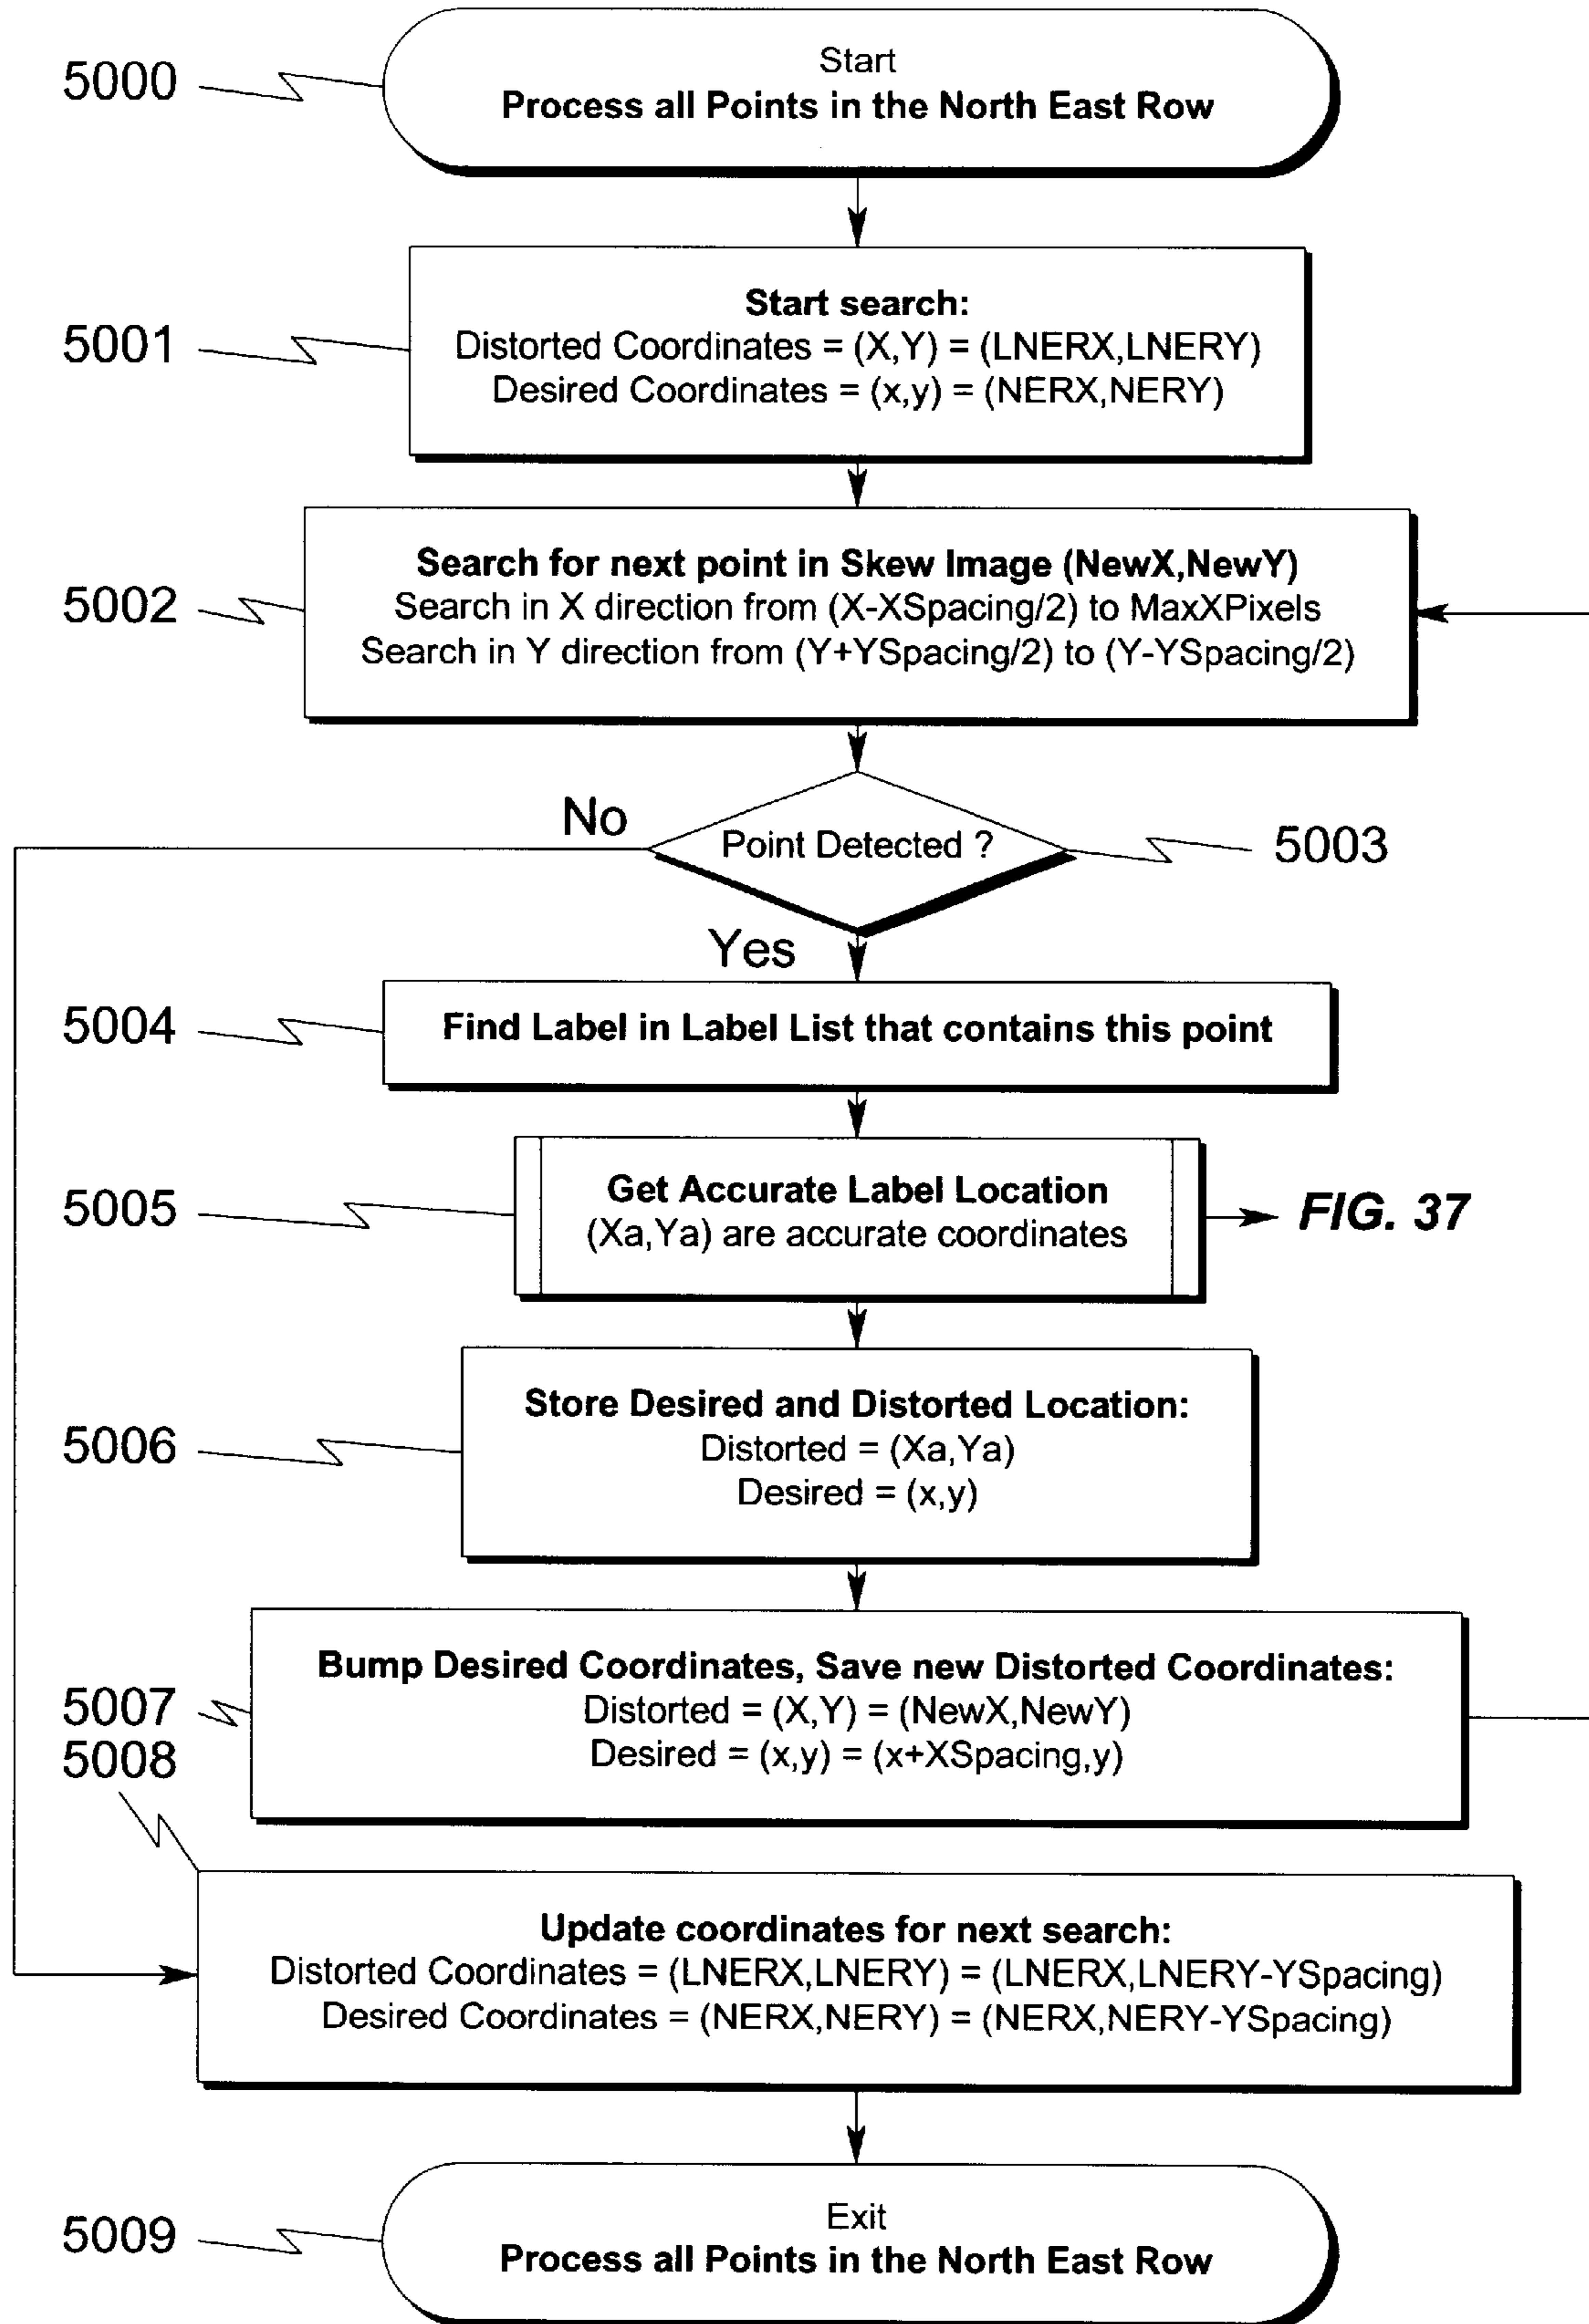 5000
Start
Process all Points in the North East Row
5001
Start search:
Distorted Coordinates = (X,Y) = (LNERX,LNERY)
Desired Coordinates = (x,y) = (NERX,NERY)
5002
Search for next point in Skew Image (NewX,NewY)
Search in X direction from (X-XSpacing/2) to MaxXPixels
Search in Y direction from (Y+YSpacing/2) to (Y-YSpacing/2)
No
Point Detected ?
5003
Yes
5004
Find Label in Label List that contains this point
5005
Get Accurate Label Location
(Xa,Ya) are accurate coordinates
FIG. 37
5006
Store Desired and Distorted Location:
Distorted = (Xa,Ya)
Desired = (x,y)
5007
Bump Desired Coordinates, Save new Distorted Coordinates:
Distorted = (X,Y) = (NewX,NewY)
Desired = (x,y) = (x+XSpacing,y)
5008
Update coordinates for next search:
Distorted Coordinates = (LNERX,LNERY) = (LNERX,LNERY-YSpacing)
Desired Coordinates = (NERX,NERY) = (NERX,NERY-YSpacing)
5009
Exit
Process all Points in the North East Row